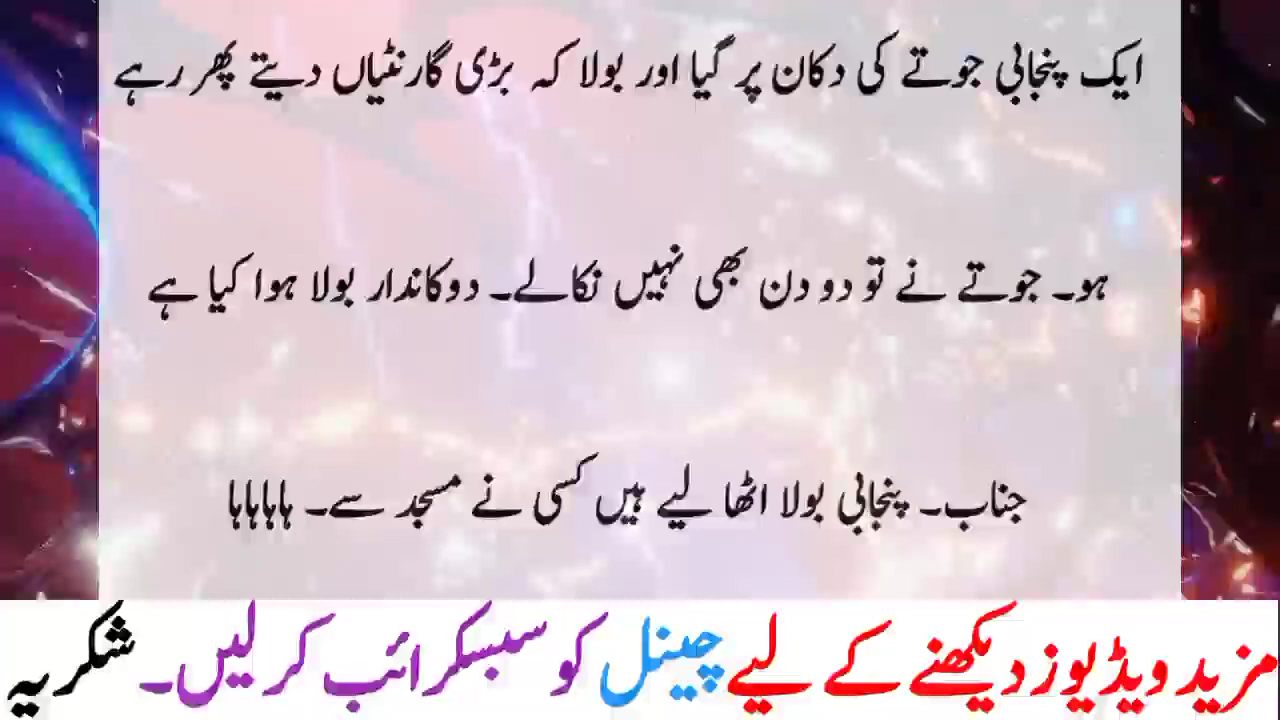 ایک پنجابی جوتے کی دکان پر گیا اور بولا کہ بڑی گارنٹیاں دیتے پھر رہے
ہو۔ جوتے نے تو دو دن بھی نہیں نکالے۔ دوکاندار بولا ہوا کیا ہے
جناب۔ پنجابی بولا اٹھا لیے ہیں کسی نے مسجد سے۔ ہاہاہاہا
مزید ویڈیوز دیکھنے کے لیے چینل کو سبسکرائب کر لیں۔ شکریہ